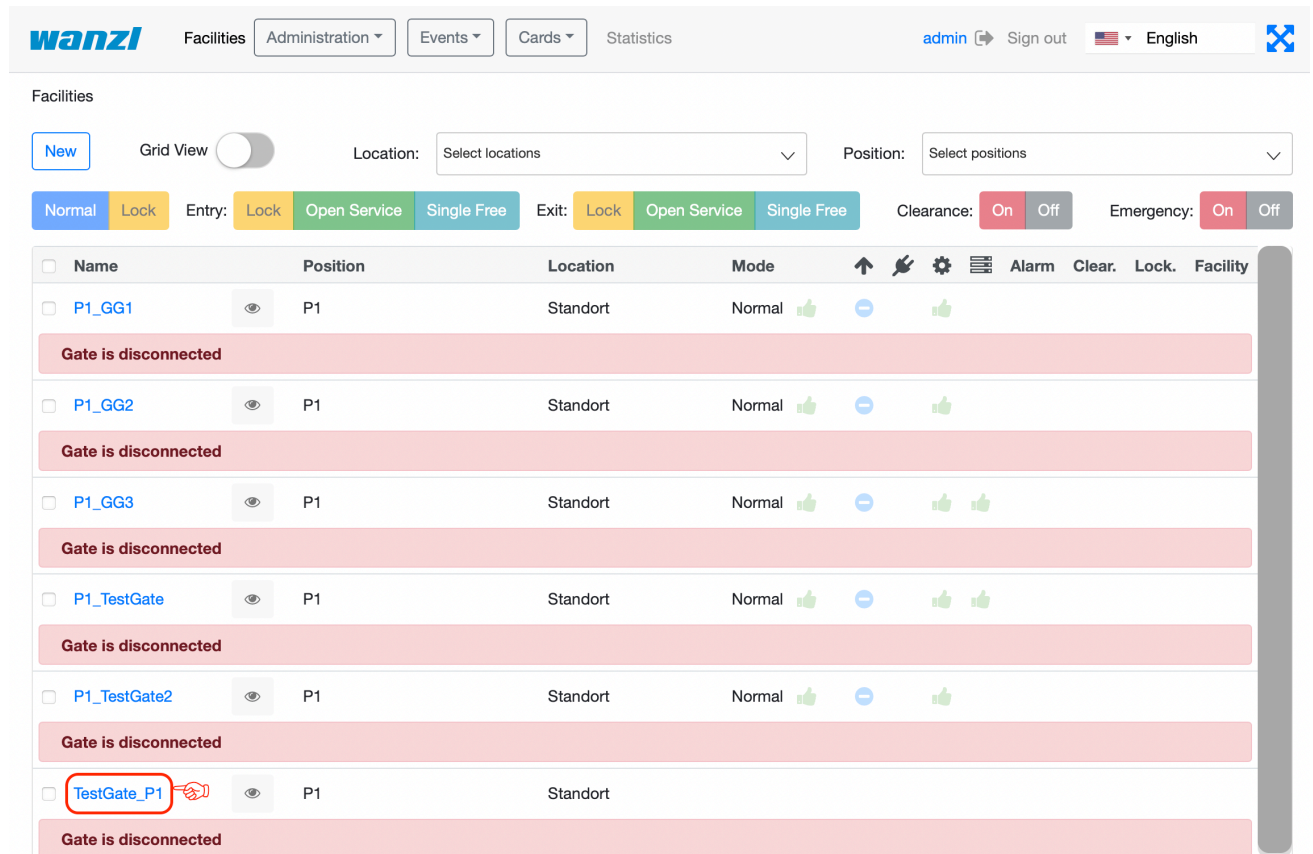 wanzl Facilities Administration Events Cards Statistics admin Sign out English
Facilities
New Grid View Location: Select locations Position: Select positions
Normal Lock Entry: Lock Open Service Single Free Exit: Lock Open Service Single Free Clearance: On Off Emergency: On Off
Name Position Location Mode Alarm Clear. Lock. Facility
P1_GG1 P1 Standort Normal
Gate is disconnected
P1_GG2 P1 Standort Normal
Gate is disconnected
P1_GG3 P1 Standort Normal
Gate is disconnected
P1_TestGate P1 Standort Normal
Gate is disconnected
P1_TestGate2 P1 Standort Normal
Gate is disconnected
TestGate_P1 P1 Standort
Gate is disconnected